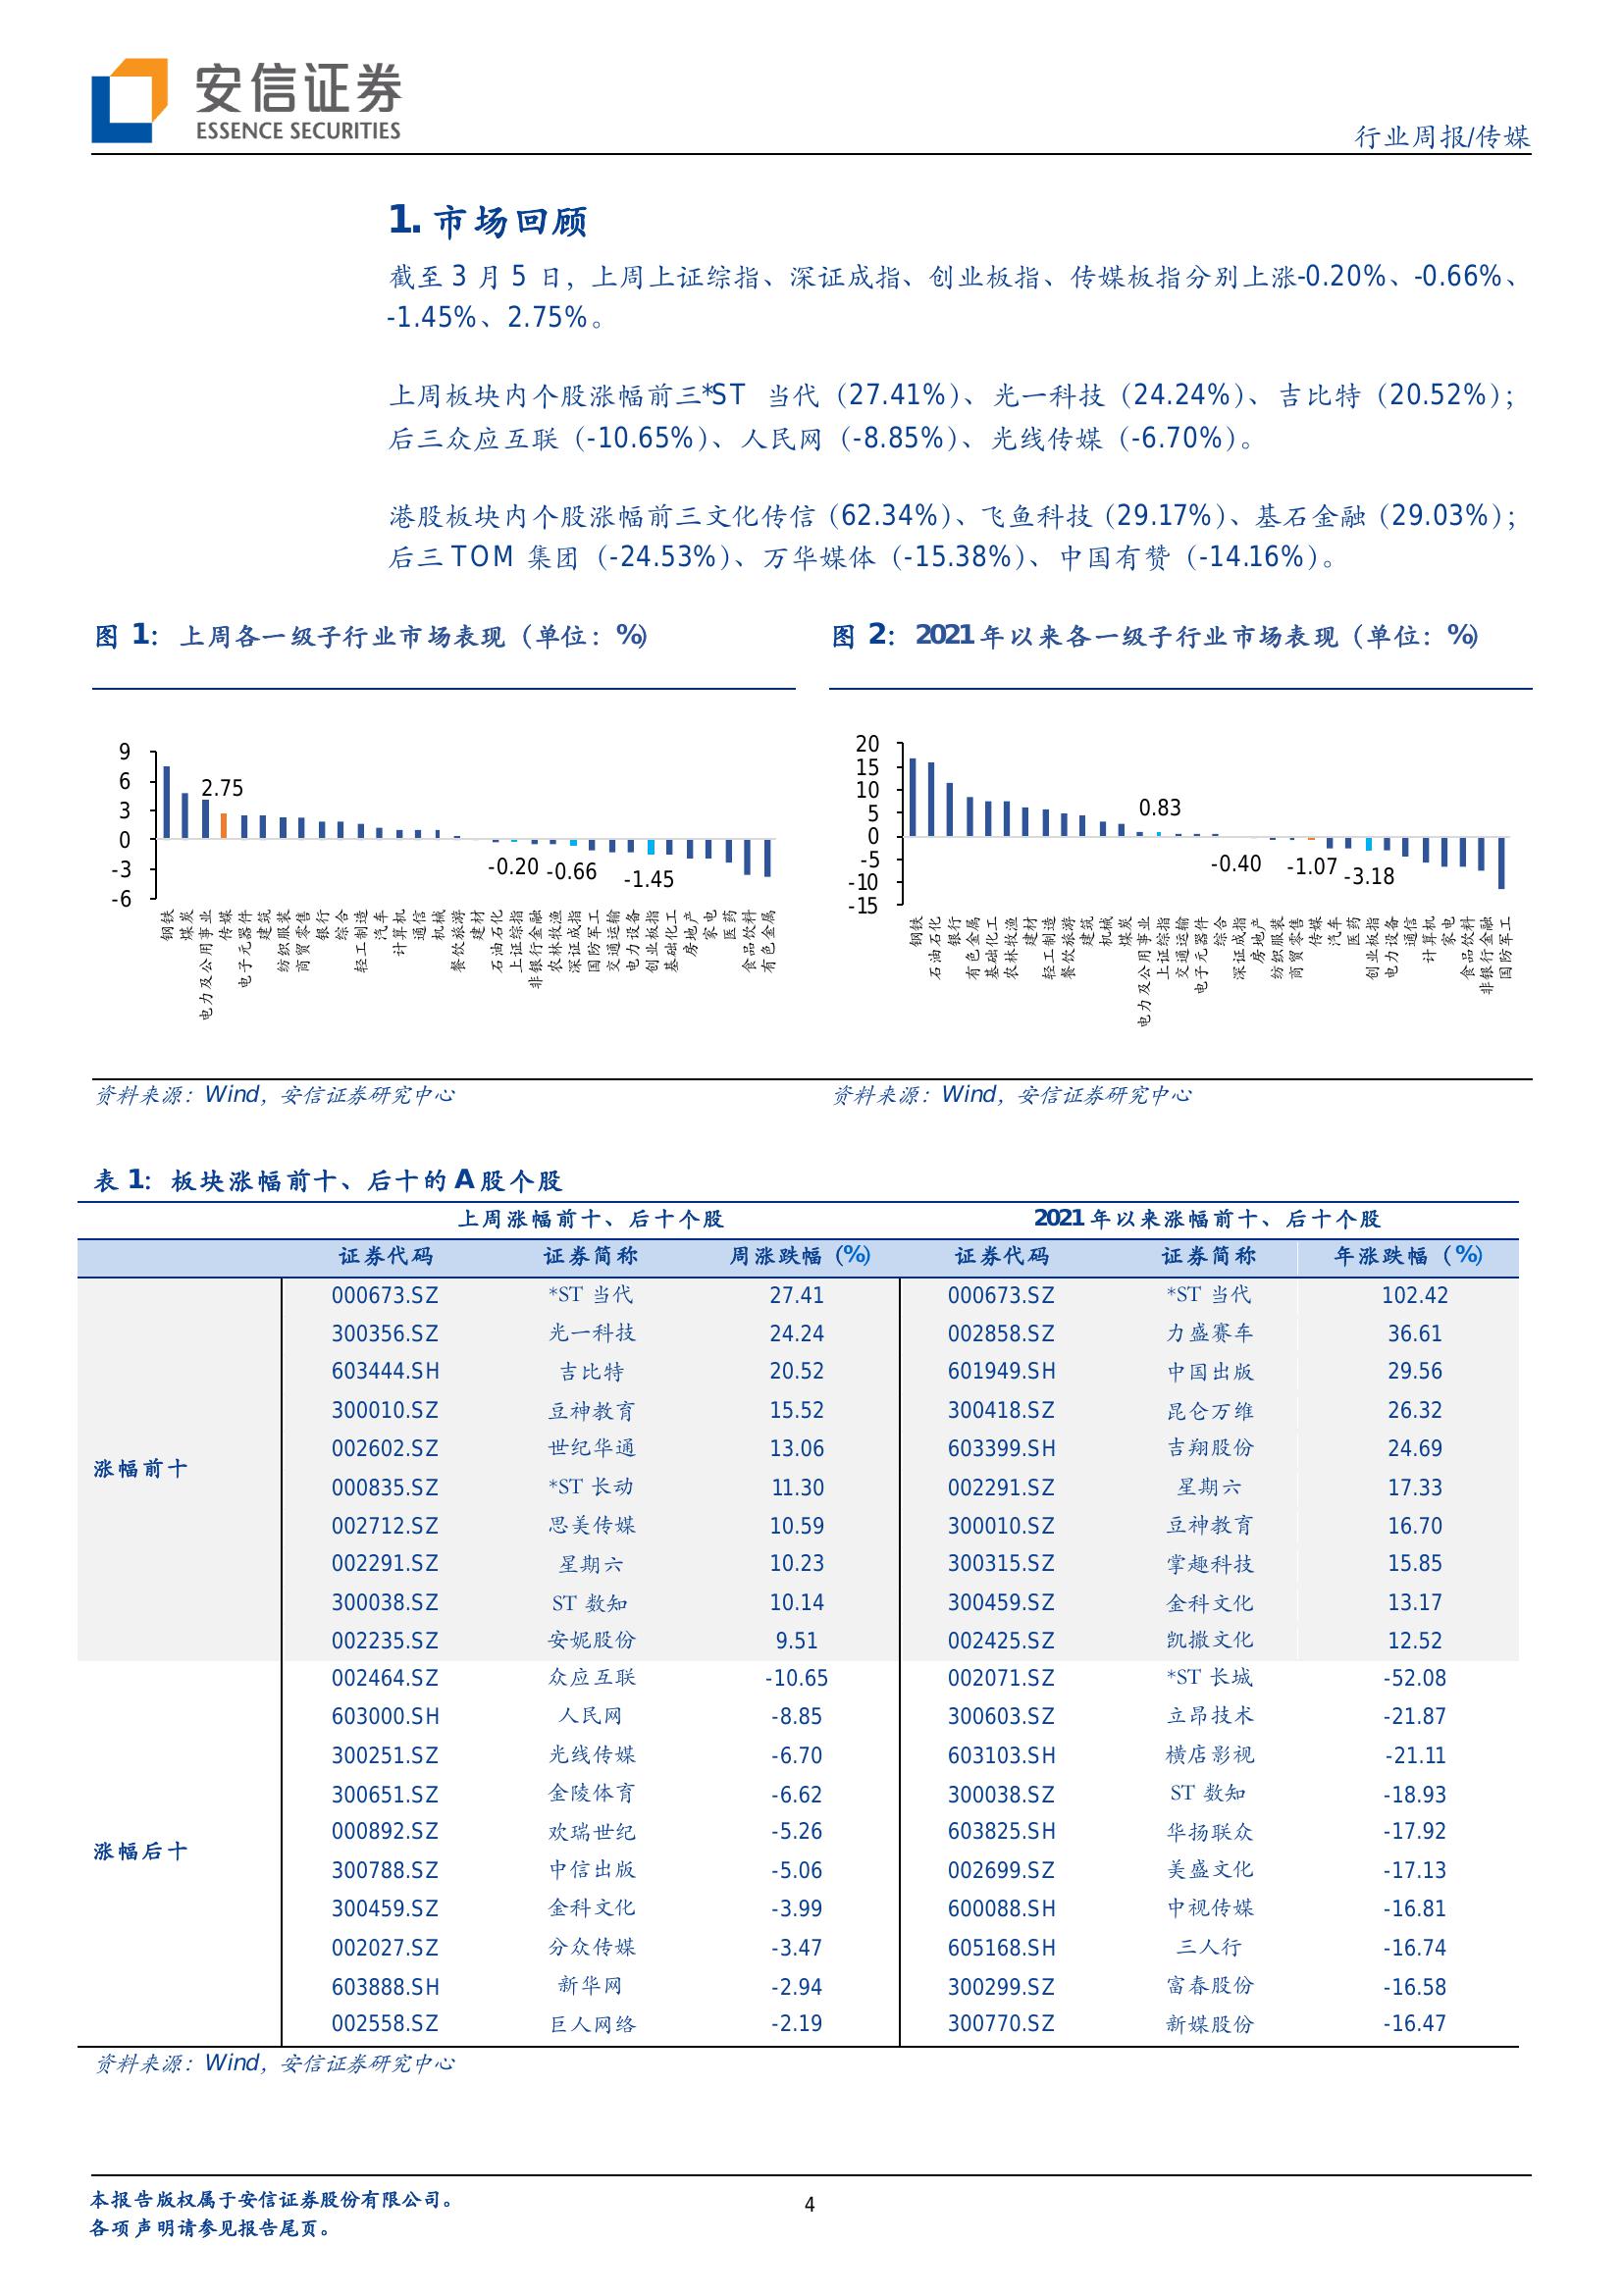 安信证券
ESSENCE SECURITIES
行业周报/传媒
1. 市场回顾
截至 3 月 5 日，上周上证综指、深证成指、创业板指、传媒板指分别上涨-0.20%、-0.66%、
-1.45%、2.75%。
上周板块内个股涨幅前三*ST 当代（27.41%）、光一科技（24.24%）、吉比特（20.52%）；
后三众应互联（-10.65%）、人民网（-8.85%）、光线传媒（-6.70%）。
港股板块内个股涨幅前三文化传信（62.34%）、飞鱼科技（29.17%）、基石金融（29.03%）；
后三 TOM 集团（-24.53%）、万华媒体（-15.38%）、中国有赞（-14.16%）。
图 1：上周各一级子行业市场表现（单位：%）
9
6
3
0
-3
-6
2.75
-0.20
-0.66
-1.45
钢铁
煤炭
电力及公用事业
传媒
电子元器件
建筑
纺织服装
商贸零售
银行
综合
轻工制造
汽车
计算机
通信
机械
餐饮旅游
建材
石油石化
上证综指
非银行金融
农林牧渔
深证成指
国防军工
交通运输
电力设备
创业板指
基础化工
房地产
家电
医药
食品饮料
有色金属
图 2：2021 年以来各一级子行业市场表现（单位：%）
20
15
10
5
0
-5
-10
-15
0.83
-0.40
-1.07
-3.18
钢铁
石油石化
银行
有色金属
基础化工
农林牧渔
建材
轻工制造
餐饮旅游
建筑
机械
煤炭
电力及公用事业
上证综指
交通运输
电子元器件
综合
深证成指
房地产
纺织服装
商贸零售
传媒
汽车
医药
创业板指
电力设备
通信
计算机
家电
食品饮料
非银行金融
国防军工
资料来源：Wind，安信证券研究中心
资料来源：Wind，安信证券研究中心
表 1：板块涨幅前十、后十的 A 股个股
上周涨幅前十、后十个股 2021 年以来涨幅前十、后十个股
证券代码 证券简称 周涨跌幅（%） 证券代码 证券简称 年涨跌幅（%）
涨幅前十
000673.SZ *ST 当代 27.41 000673.SZ *ST 当代 102.42
300356.SZ 光一科技 24.24 002858.SZ 力盛赛车 36.61
603444.SH 吉比特 20.52 601949.SH 中国出版 29.56
300010.SZ 豆神教育 15.52 300418.SZ 昆仑万维 26.32
002602.SZ 世纪华通 13.06 603399.SH 吉翔股份 24.69
000835.SZ *ST 长动 11.30 002291.SZ 星期六 17.33
002712.SZ 思美传媒 10.59 300010.SZ 豆神教育 16.70
002291.SZ 星期六 10.23 300315.SZ 掌趣科技 15.85
300038.SZ ST 数知 10.14 300459.SZ 金科文化 13.17
002235.SZ 安妮股份 9.51 002425.SZ 凯撒文化 12.52
涨幅后十
002464.SZ 众应互联 -10.65 002071.SZ *ST 长城 -52.08
603000.SH 人民网 -8.85 300603.SZ 立昂技术 -21.87
300251.SZ 光线传媒 -6.70 603103.SH 横店影视 -21.11
300651.SZ 金陵体育 -6.62 300038.SZ ST 数知 -18.93
000892.SZ 欢瑞世纪 -5.26 603825.SH 华扬联众 -17.92
300788.SZ 中信出版 -5.06 002699.SZ 美盛文化 -17.13
300459.SZ 金科文化 -3.99 600088.SH 中视传媒 -16.81
002027.SZ 分众传媒 -3.47 605168.SH 三人行 -16.74
603888.SH 新华网 -2.94 300299.SZ 富春股份 -16.58
002558.SZ 巨人网络 -2.19 300770.SZ 新媒股份 -16.47
资料来源：Wind，安信证券研究中心
本报告版权属于安信证券股份有限公司。
各项声明请参见报告尾页。
4